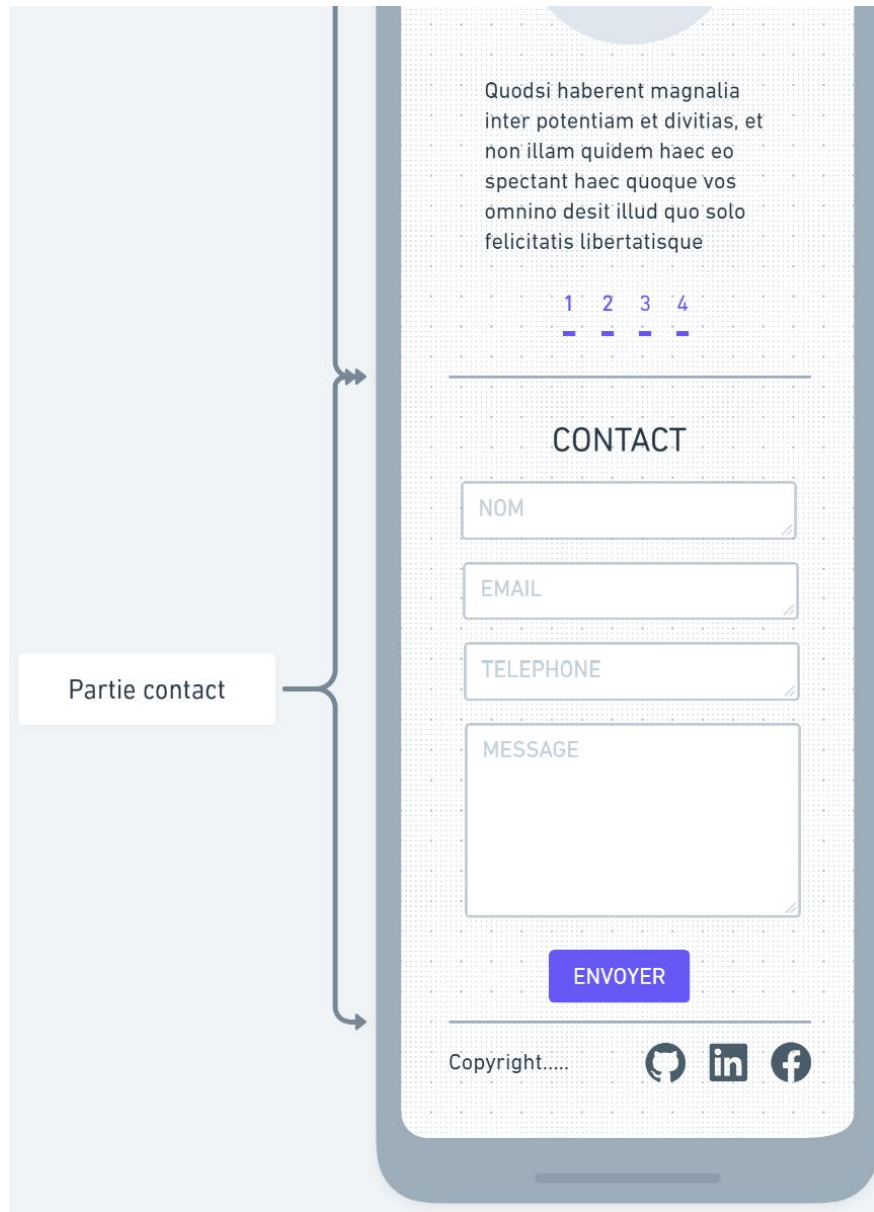 Quodsi haberent magnalia
inter potentiam et divitias, et
non illam quidem haec eo
spectant haec quoque vos
omnino desit illud quo solo
felicitatis libertatisque
1 2 3 4
CONTACT
NOM
EMAIL
TELEPHONE
Partie contact
MESSAGE
ENVOYER
Copyright.....
in